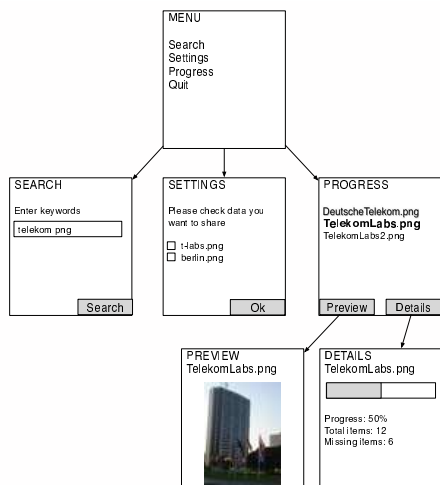 MENU
Search
Settings
Progress
Quit
SEARCH
Enter keywords
telekom png
Search
SETTINGS
Please check data you
want to share
t-labs.png
berlin.png
Ok
PROGRESS
DeutscheTelekom.png
TelekomLabs.png
TelekomLabs2.png
Preview
Details
PREVIEW
TelekomLabs.png
DETAILS
TelekomLabs.png
Progress: 50%
Total items: 12
Missing items: 6